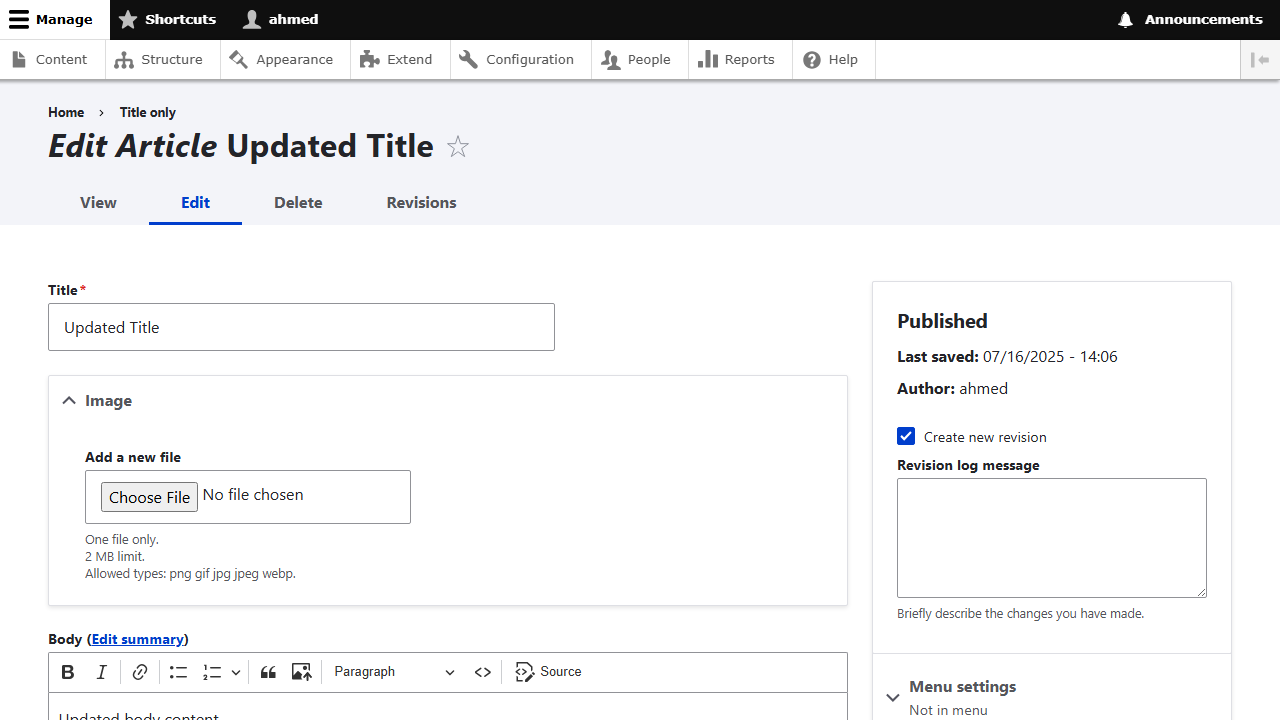 Manage Shortcuts ahmed Announcements
Content Structure Appearance Extend Configuration People Reports Help
Home › Title only
Edit Article Updated Title
View Edit Delete Revisions
Title*
Updated Title
Image
Add a new file
Choose File No file chosen
One file only.
2 MB limit.
Allowed types: png gif jpg jpeg webp.
Body (Edit summary)
Paragraph Source
Updated body content
Published
Last saved: 07/16/2025 - 14:06
Author: ahmed
Create new revision
Revision log message
Briefly describe the changes you have made.
Menu settings
Not in menu